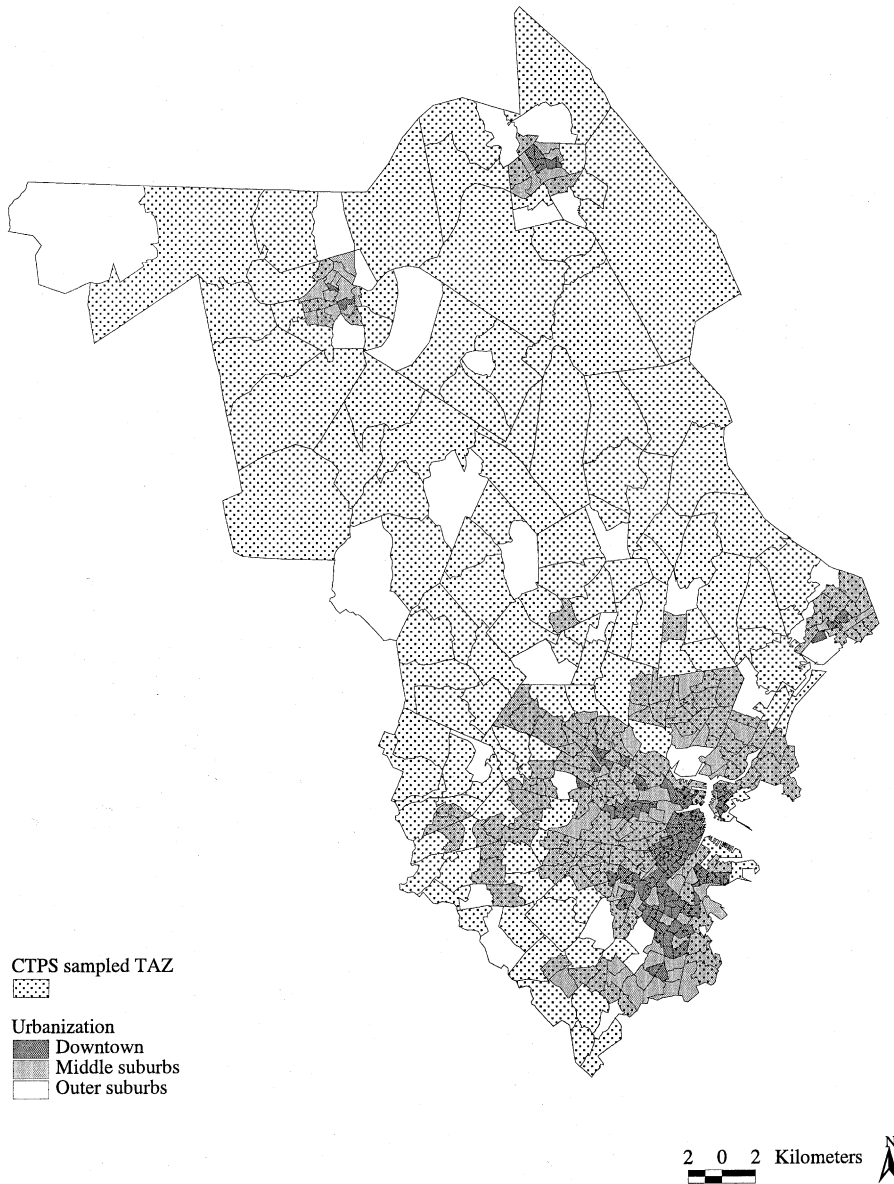 CTPS sampled TAZ
Urbanization
Downtown
Middle suburbs
Outer suburbs
N
2 0 2 Kilometers